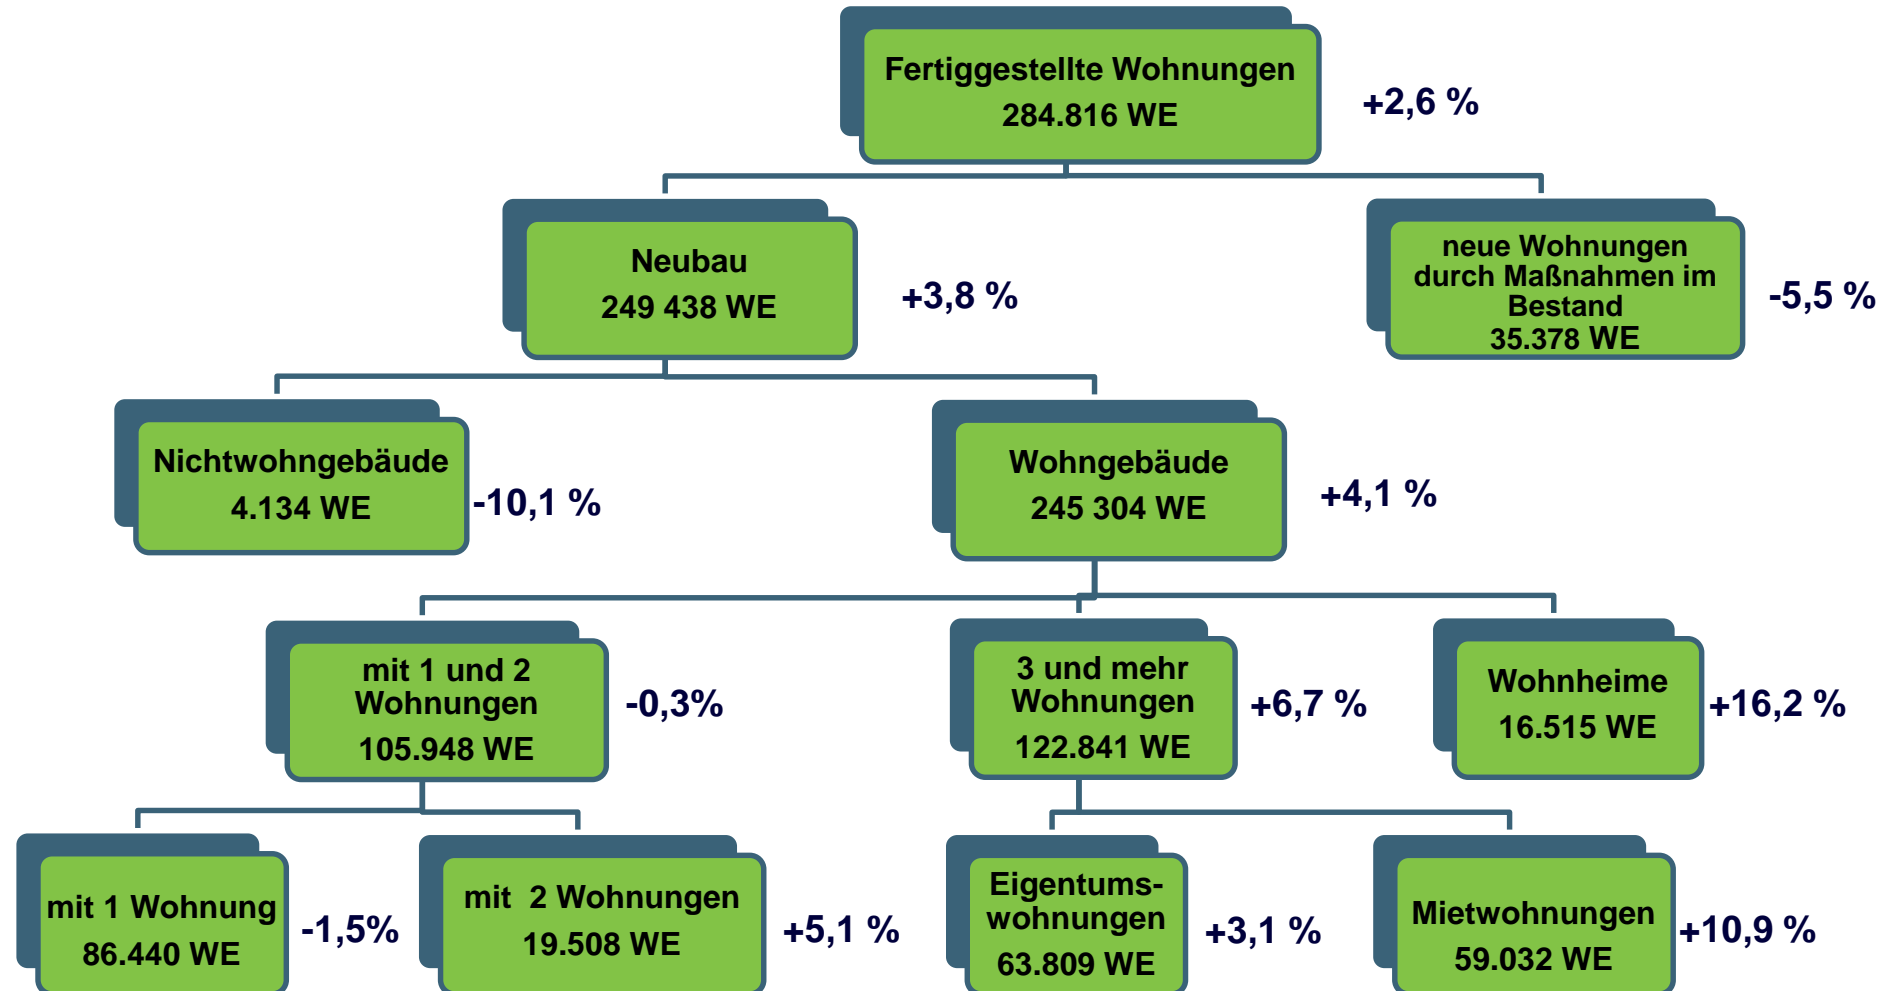 Fertiggestellte Wohnungen
284.816 WE
+2,6 %
Neubau
249 438 WE
+3,8 %
neue Wohnungen
durch Maßnahmen im
Bestand
35.378 WE
-5,5 %
Nichtwohngebäude
4.134 WE
-10,1 %
Wohngebäude
245 304 WE
+4,1 %
mit 1 und 2
Wohnungen
105.948 WE
-0,3%
3 und mehr
Wohnungen
122.841 WE
+6,7 %
Wohnheime
16.515 WE
+16,2 %
mit 1 Wohnung
86.440 WE
-1,5%
mit  2 Wohnungen
19.508 WE
+5,1 %
Eigentums-
wohnungen
63.809 WE
+3,1 %
Mietwohnungen
59.032 WE
+10,9 %